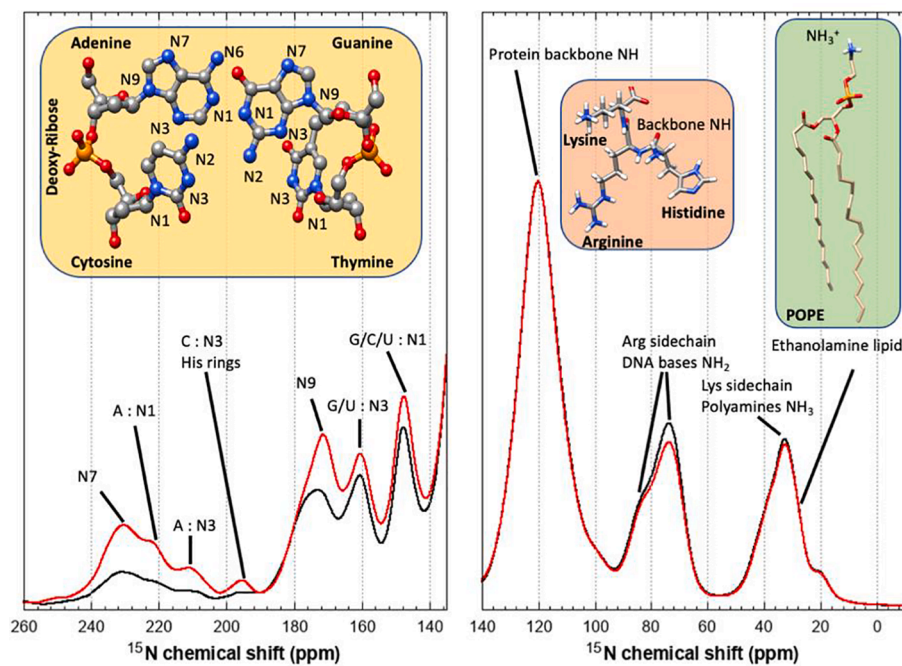 Adenine
Guanine
N7
N6
N7
N9
N9
N1
N1
N3
N3
Deoxy-Ribose
N2
N2
N3
N3
N1
N1
Cytosine
Thymine
C : N3
His rings
G/C/U : N1
N9
A : N1
G/U : N3
N7
A : N3
260 240 220 200 180 160 140
15N chemical shift (ppm)
Protein backbone NH
NH3+
Lysine
Backbone NH
Histidine
Arginine
POPE
Arg sidechain
DNA bases NH2
Ethanolamine lipid
Lys sidechain
Polyamines NH3
140 120 100 80 60 40 20 0
15N chemical shift (ppm)